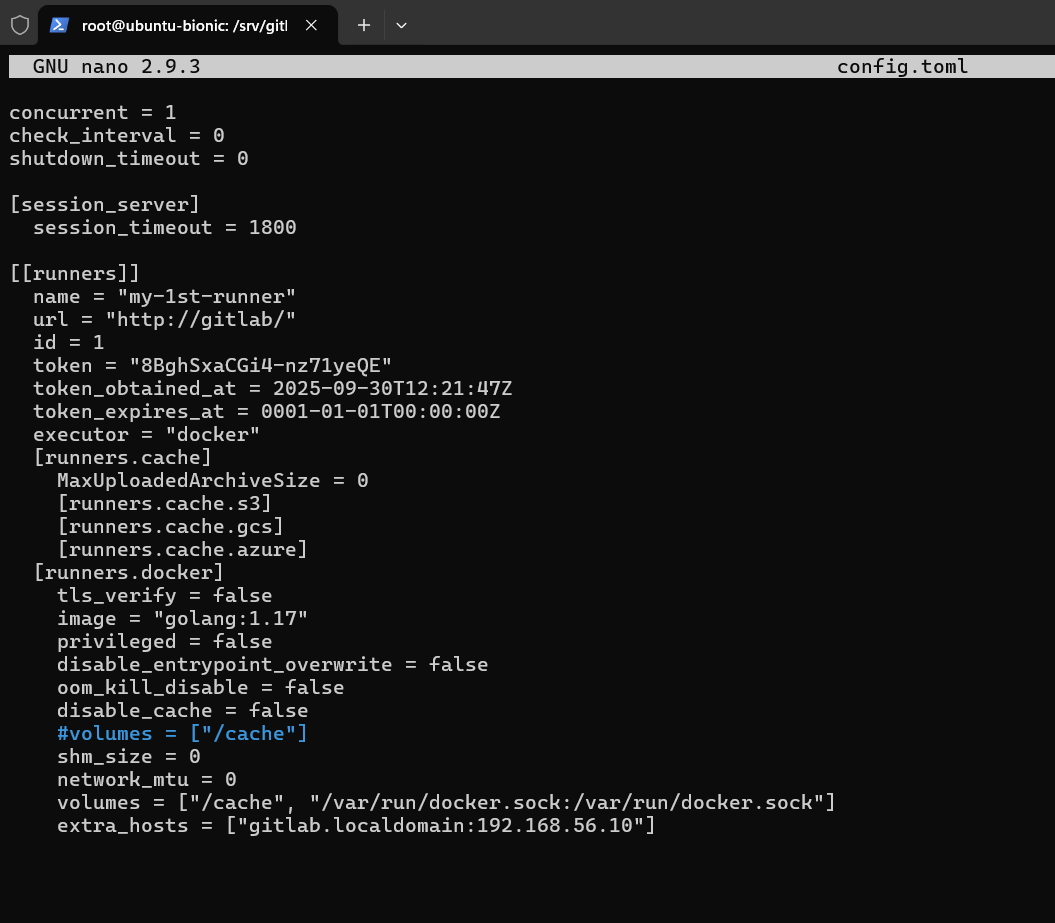 root@ubuntu-bionic: /srv/gitl
GNU nano 2.9.3 config.toml
concurrent = 1
check_interval = 0
shutdown_timeout = 0
[session_server]
session_timeout = 1800
[[runners]]
name = "my-1st-runner"
url = "http://gitlab/"
id = 1
token = "8BghSxaCGi4-nz71yeQE"
token_obtained_at = 2025-09-30T12:21:47Z
token_expires_at = 0001-01-01T00:00:00Z
executor = "docker"
[runners.cache]
MaxUploadedArchiveSize = 0
[runners.cache.s3]
[runners.cache.gcs]
[runners.cache.azure]
[runners.docker]
tls_verify = false
image = "golang:1.17"
privileged = false
disable_entrypoint_overwrite = false
oom_kill_disable = false
disable_cache = false
#volumes = ["/cache"]
shm_size = 0
network_mtu = 0
volumes = ["/cache", "/var/run/docker.sock:/var/run/docker.sock"]
extra_hosts = ["gitlab.localdomain:192.168.56.10"]